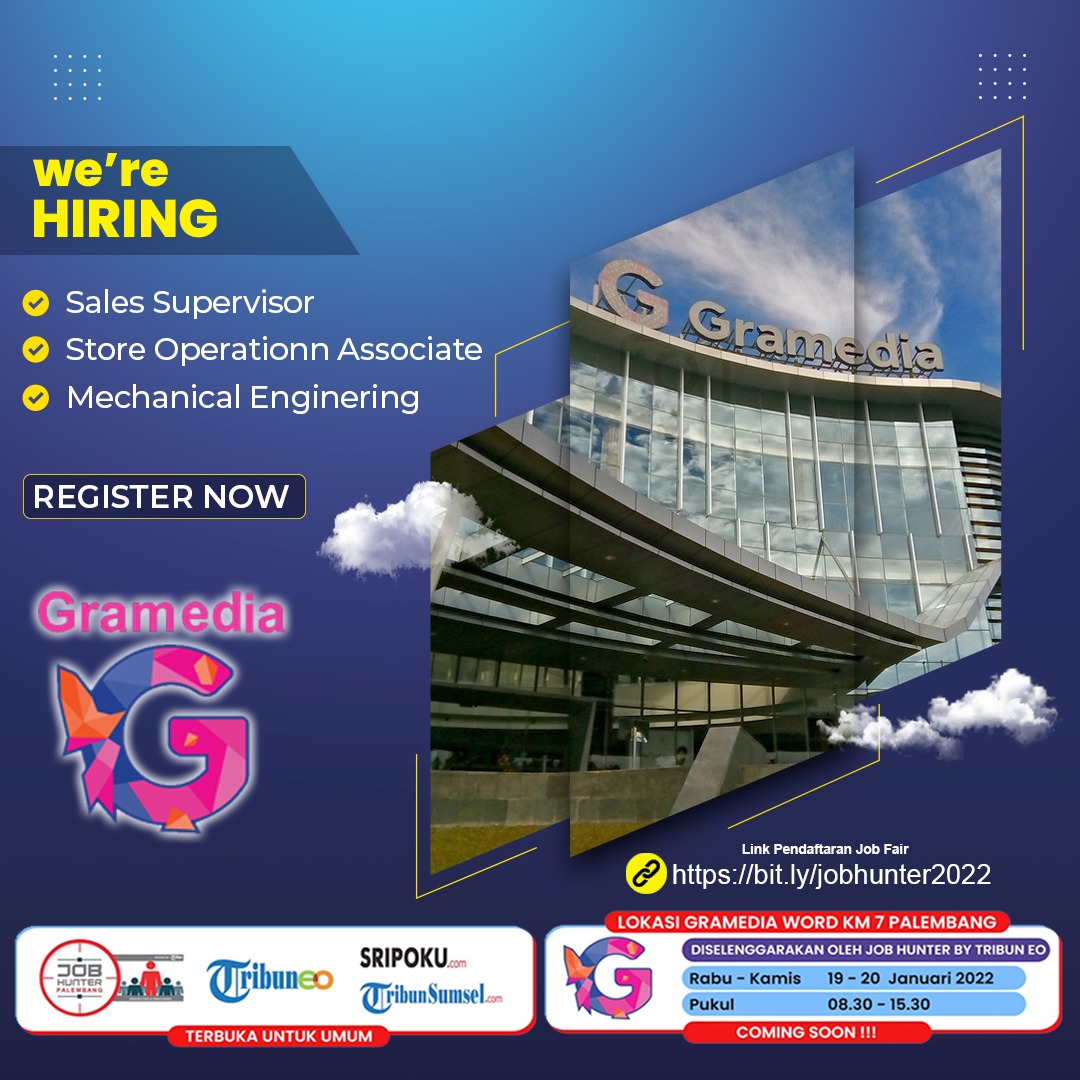 we're
HIRING
Sales Supervisor
Store Operationn Associate
Mechanical Enginering
REGISTER NOW
Gramedia
G Gramedia
Link Pendaftaran Job Fair
https://bit.ly/jobhunter2022
JOB
HUNTER
PALEMBANG
Tribuneo
SRIPOKU.com
TribunSumsel.com
TERBUKA UNTUK UMUM
LOKASI GRAMEDIA WORD KM 7 PALEMBANG
DISELENGGARAKAN OLEH JOB HUNTER BY TRIBUN EO
Rabu - Kamis 19 - 20 Januari 2022
Pukul 08.30 - 15.30
COMING SOON !!!